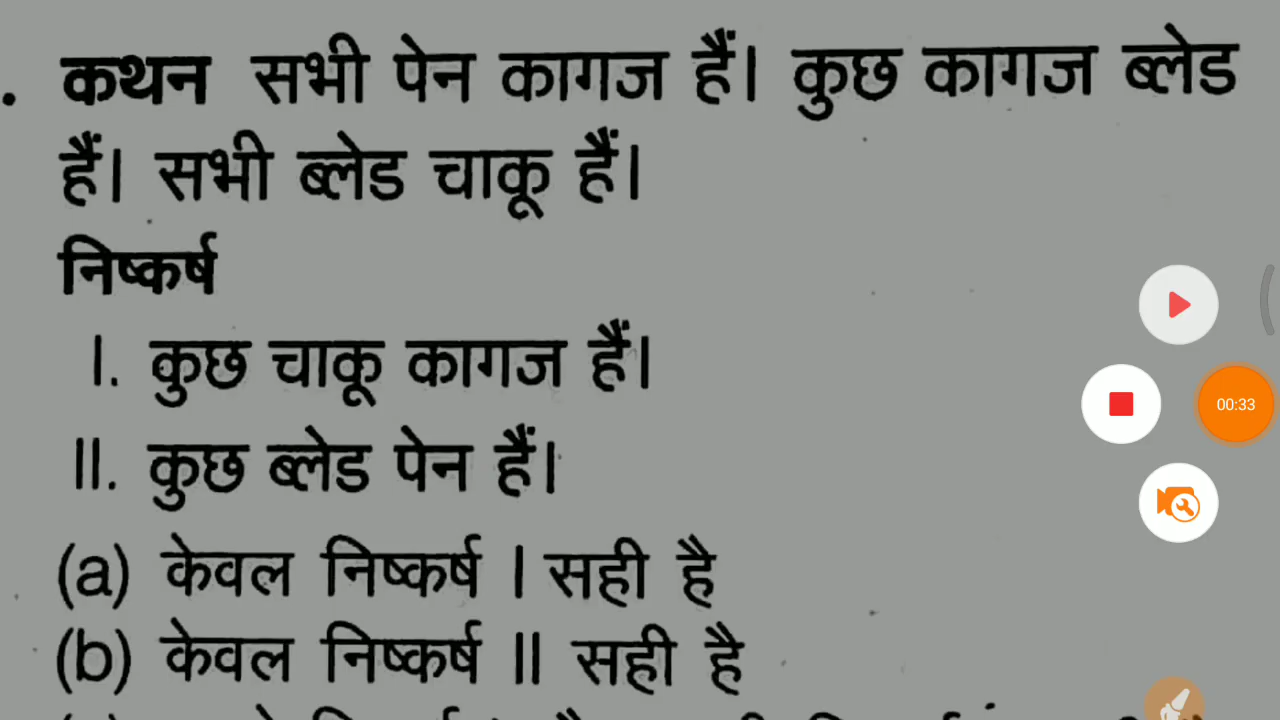 . कथन सभी पेन कागज हैं। कुछ कागज ब्लेड
हैं। सभी ब्लेड चाकू हैं।
निष्कर्ष
I. कुछ चाकू कागज हैं।
II. कुछ ब्लेड पेन हैं।
00:33
(a) केवल निष्कर्ष I सही है
(b) केवल निष्कर्ष II सही है